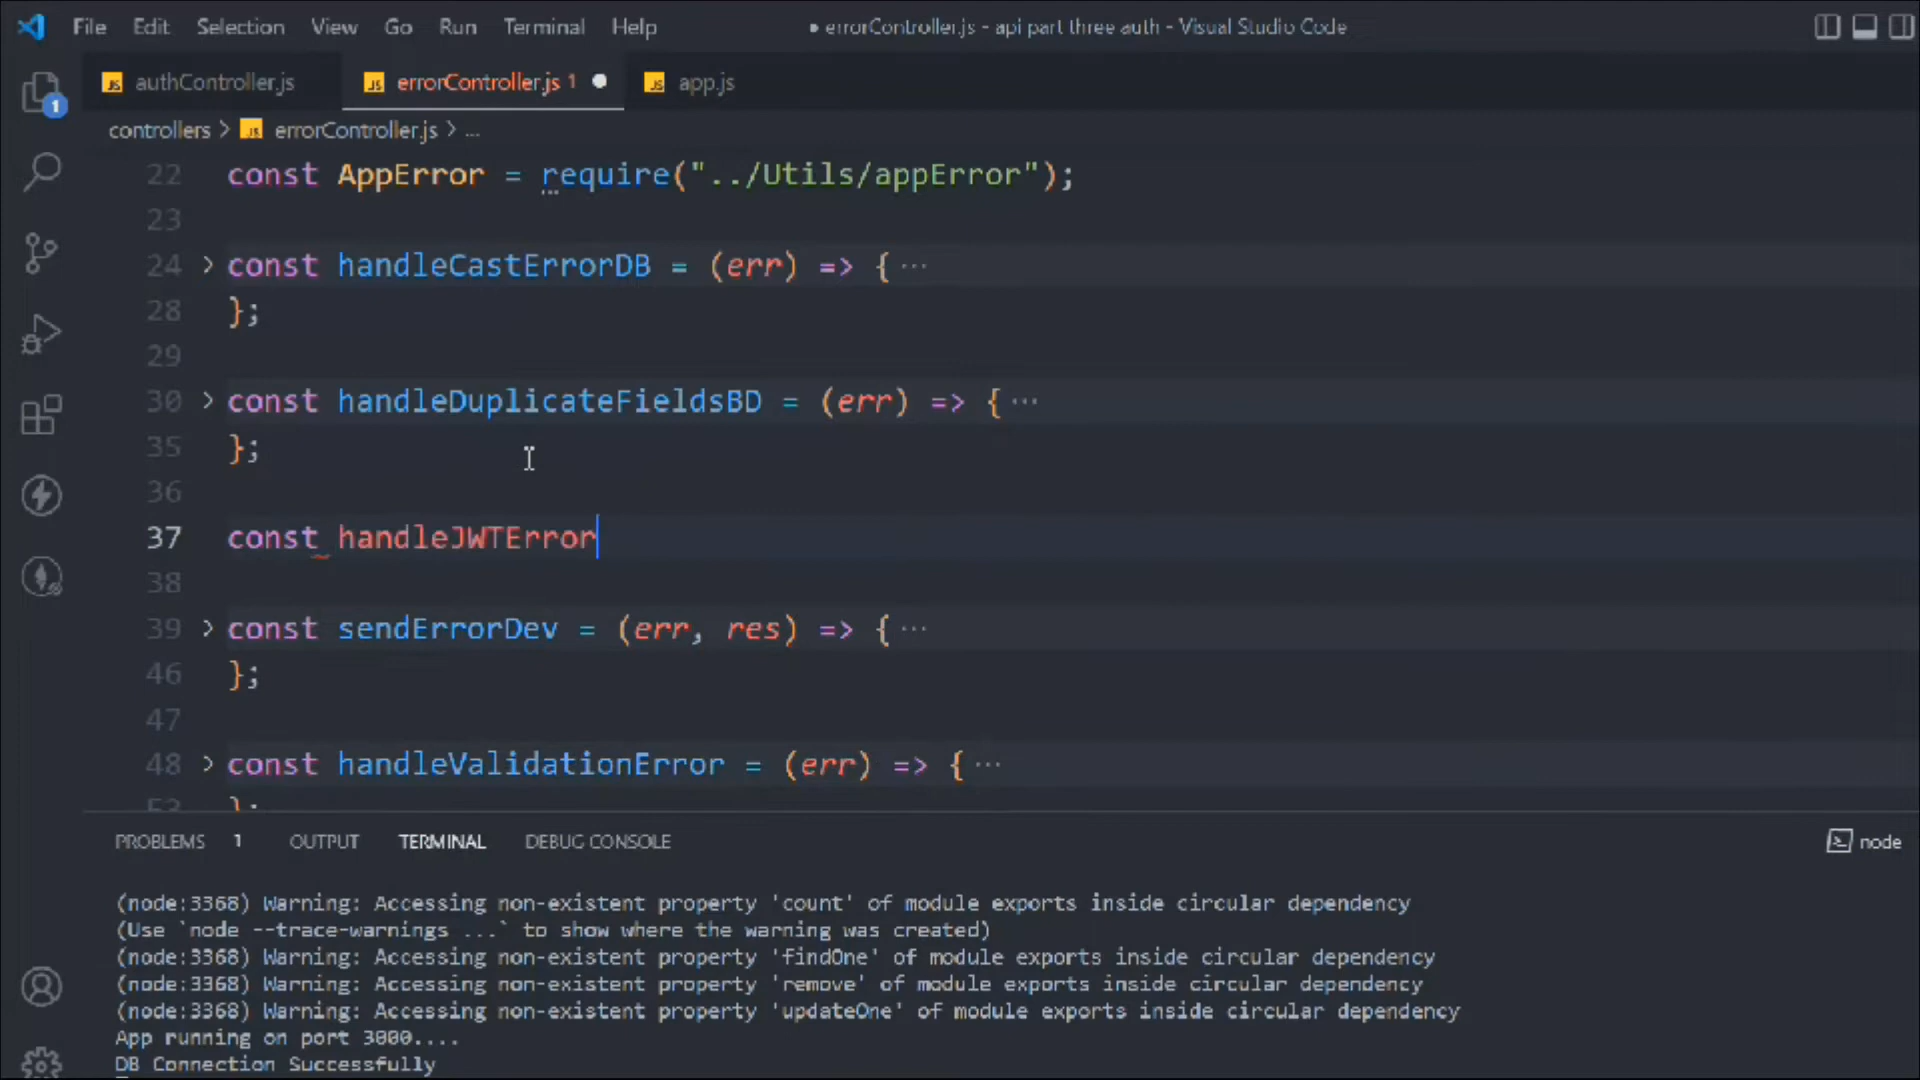 File Edit Selection View Go Run Terminal Help ● errorController.js - api part three auth - Visual Studio Code
JS authController.js JS errorController.js 1 ● JS app.js
controllers > JS errorController.js > ...
1
22 const AppError = require("../Utils/appError");
23
24 > const handleCastErrorDB = (err) => { ···
28 };
29
30 > const handleDuplicateFieldsBD = (err) => { ···
35 };
36
37 const handleJWTError
38
39 > const sendErrorDev = (err, res) => { ···
46 };
47
48 > const handleValidationError = (err) => { ···
53 };
PROBLEMS 1 OUTPUT TERMINAL DEBUG CONSOLE node
(node:3368) Warning: Accessing non-existent property 'count' of module exports inside circular dependency
(Use `node --trace-warnings ...` to show where the warning was created)
(node:3368) Warning: Accessing non-existent property 'findOne' of module exports inside circular dependency
(node:3368) Warning: Accessing non-existent property 'remove' of module exports inside circular dependency
(node:3368) Warning: Accessing non-existent property 'updateOne' of module exports inside circular dependency
App running on port 3000....
DB Connection Successfully